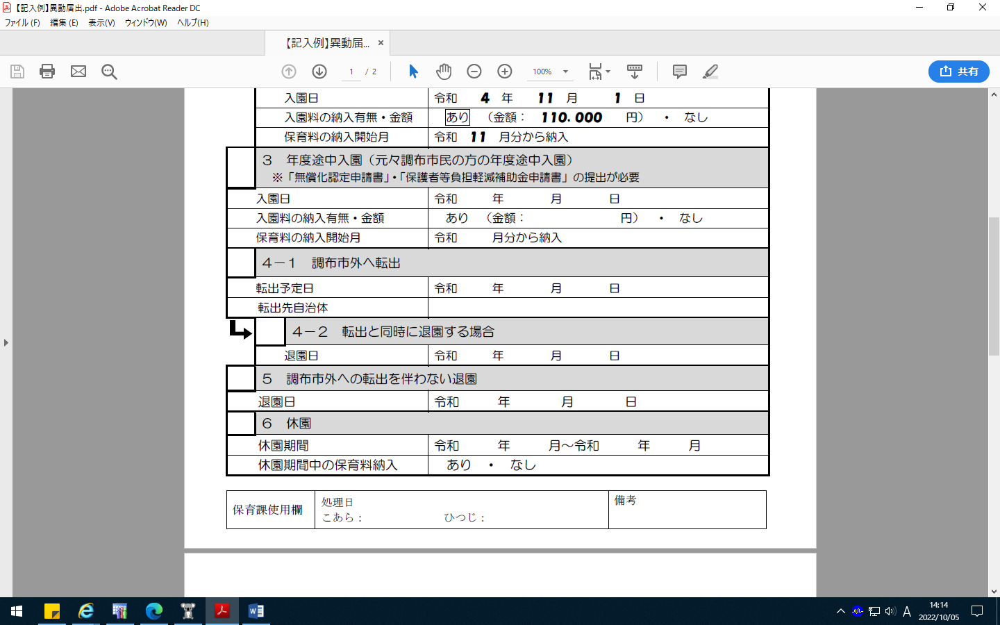 【記入例】異動届出.pdf - Adobe Acrobat Reader DC
ファイル (F) 編集 (E) 表示(V) ウィンドウ(W) ヘルプ(H)
【記入例】異動届... ×
1 / 2 100% 共有
入園日 令和 4 年 11 月 1 日
入園料の納入有無・金額 あり （金額： 110.000 円） ・ なし
保育料の納入開始月 令和 11 月分から納入
３ 年度途中入園（元々調布市民の方の年度途中入園）
※「無償化認定申請書」・「保護者等負担軽減補助金申請書」の提出が必要
入園日 令和 年 月 日
入園料の納入有無・金額 あり （金額： 円） ・ なし
保育料の納入開始月 令和 月分から納入
４－１ 調布市外へ転出
転出予定日 令和 年 月 日
転出先自治体
４－２ 転出と同時に退園する場合
退園日 令和 年 月 日
５ 調布市外への転出を伴わない退園
退園日 令和 年 月 日
６ 休園
休園期間 令和 年 月～令和 年 月
休園期間中の保育料納入 あり ・ なし
保育課使用欄 処理日 備考
こあら： ひつじ：
A 14:14
2022/10/05